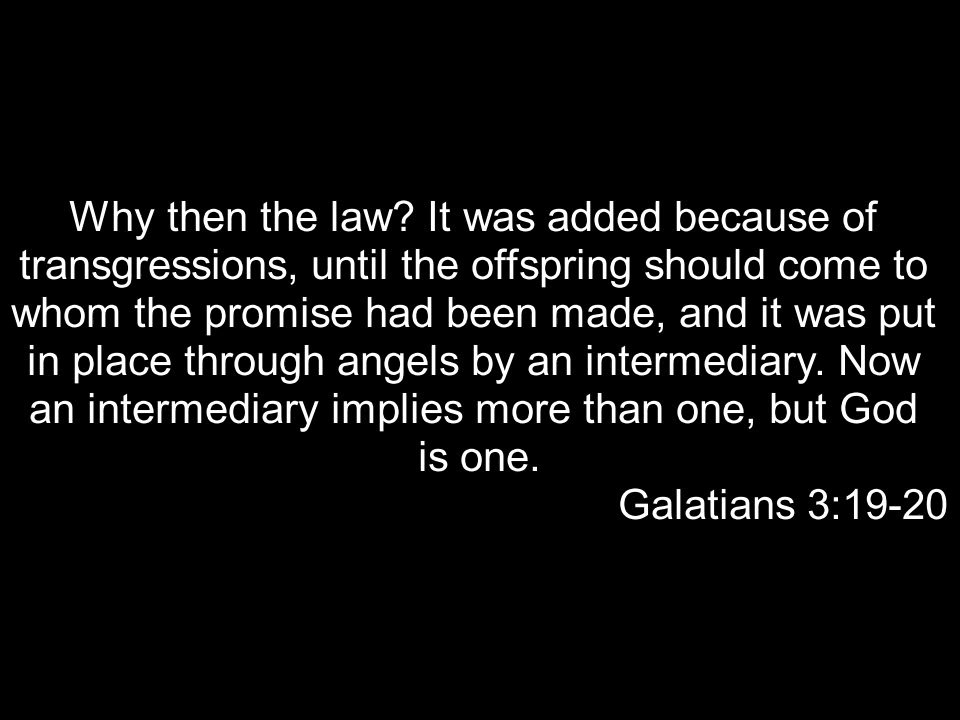 Why then the law? It was added because of
transgressions, until the offspring should come to
whom the promise had been made, and it was put
in place through angels by an intermediary. Now
an intermediary implies more than one, but God
is one.
Galatians 3:19-20